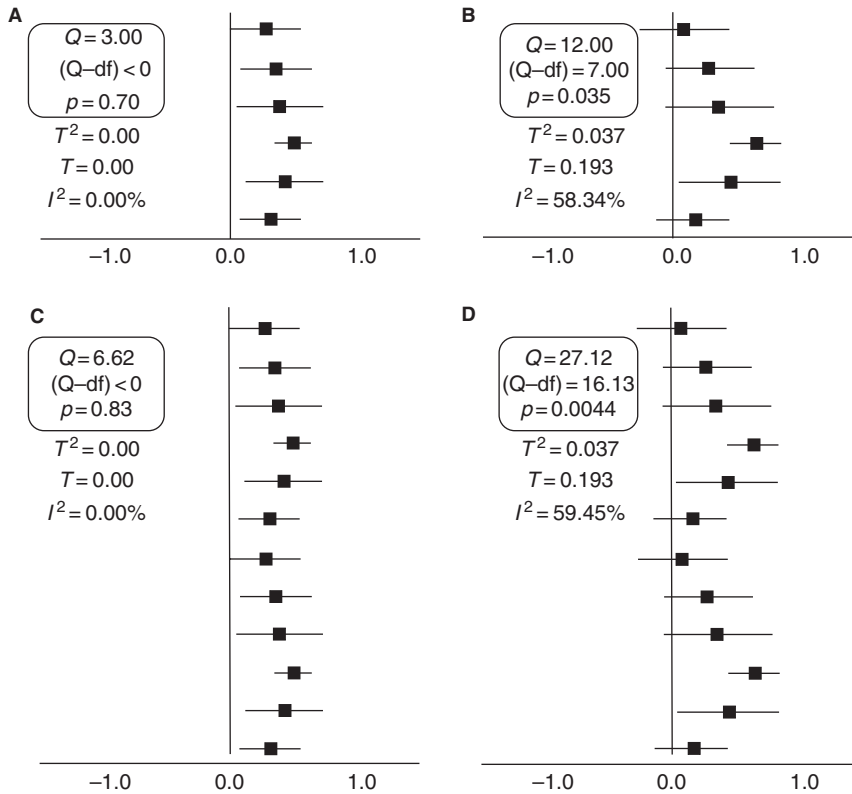 A
Q = 3.00
(Q–df) < 0
p = 0.70
T² = 0.00
T = 0.00
I² = 0.00%
–1.0 0.0 1.0
B
Q = 12.00
(Q–df) = 7.00
p = 0.035
T² = 0.037
T = 0.193
I² = 58.34%
–1.0 0.0 1.0
C
Q = 6.62
(Q–df) < 0
p = 0.83
T² = 0.00
T = 0.00
I² = 0.00%
–1.0 0.0 1.0
D
Q = 27.12
(Q–df) = 16.13
p = 0.0044
T² = 0.037
T = 0.193
I² = 59.45%
–1.0 0.0 1.0